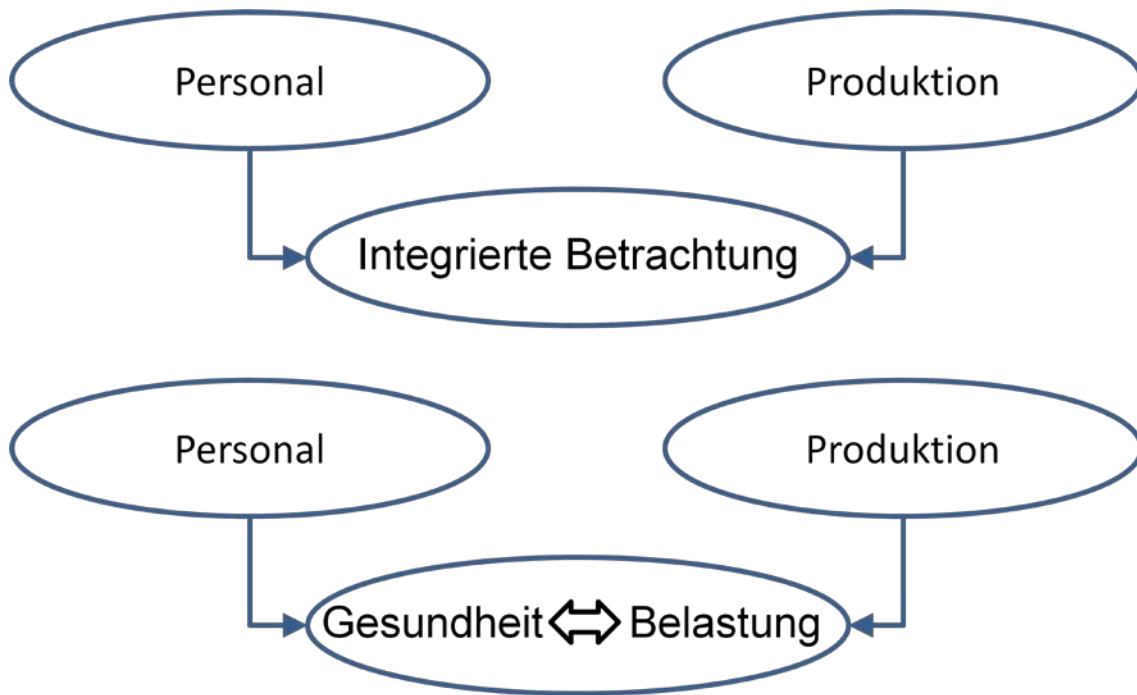 Personal
Produktion
Integrierte Betrachtung
Personal
Produktion
Gesundheit Belastung